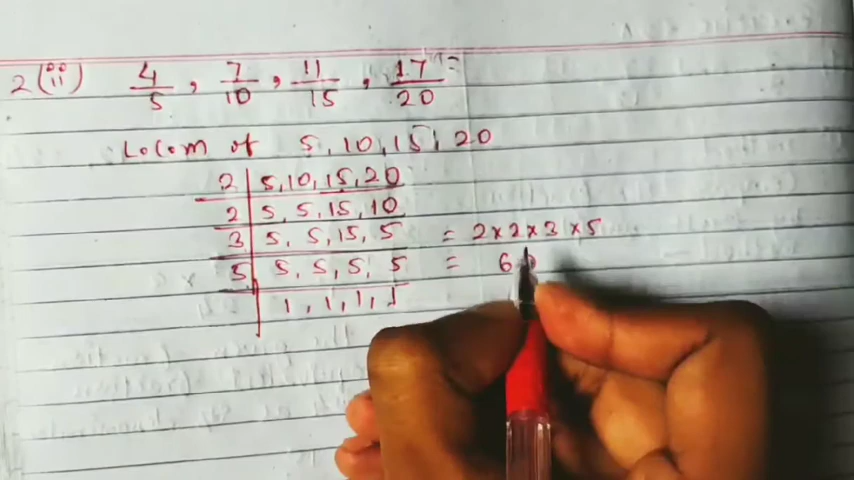 2 (iii) 4/5, 7/10, 11/15, 17/20 =
L.C.M of 5, 10, 15, 20
2 | 5, 10, 15, 20
2 | 5, 5, 15, 10
3 | 5, 5, 15, 5 = 2 × 2 × 3 × 5
5 | 5, 5, 5, 5 = 60
1, 1, 1, 1